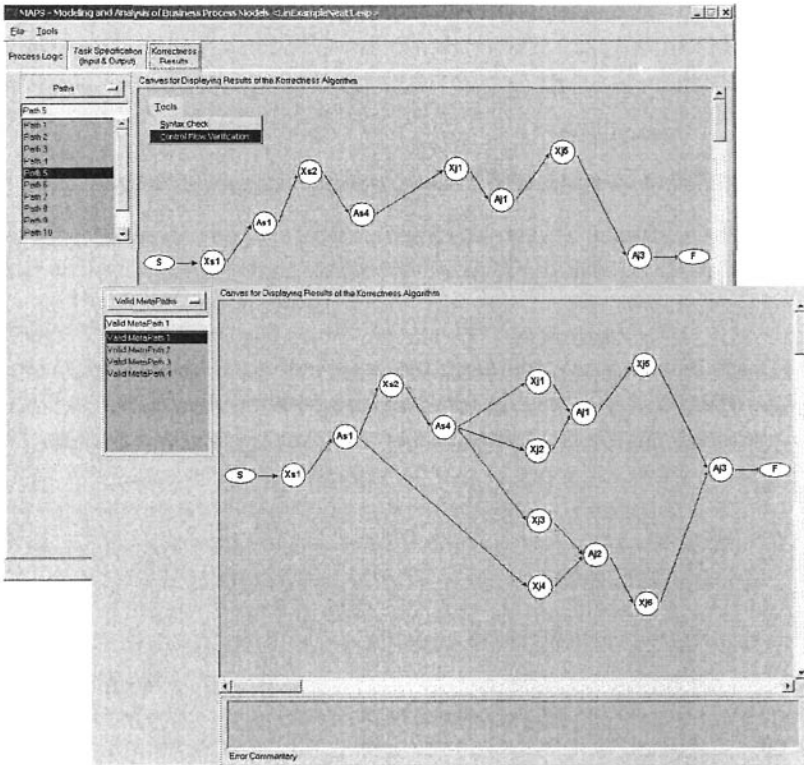 MAPS - Modeling and Analysis of Business Process Models <LinExampleNeat1.exp>
File Tools
Process Logic
Task Specification
(Input & Output)
Korrectness
Results
Paths
Path 5
Path 1
Path 2
Path 3
Path 4
Path 5
Path 6
Path 7
Path 8
Path 9
Path 10
Canvas for Displaying Results of the Korrectness Algorithm
Tools
Syntax Check
Control Flow Verification
S
Xs1
As1
Xs2
As4
Xj1
Aj1
Xj5
Aj3
F
Valid MetaPaths
Valid MetaPath 1
Valid MetaPath 1
Valid MetaPath 2
Valid MetaPath 3
Valid MetaPath 4
Canvas for Displaying Results of the Korrectness Algorithm
S
Xs1
As1
Xs2
As4
Xj1
Xj2
Aj1
Xj3
Xj4
Aj2
Xj5
Xj6
Aj3
F
Error Commentary